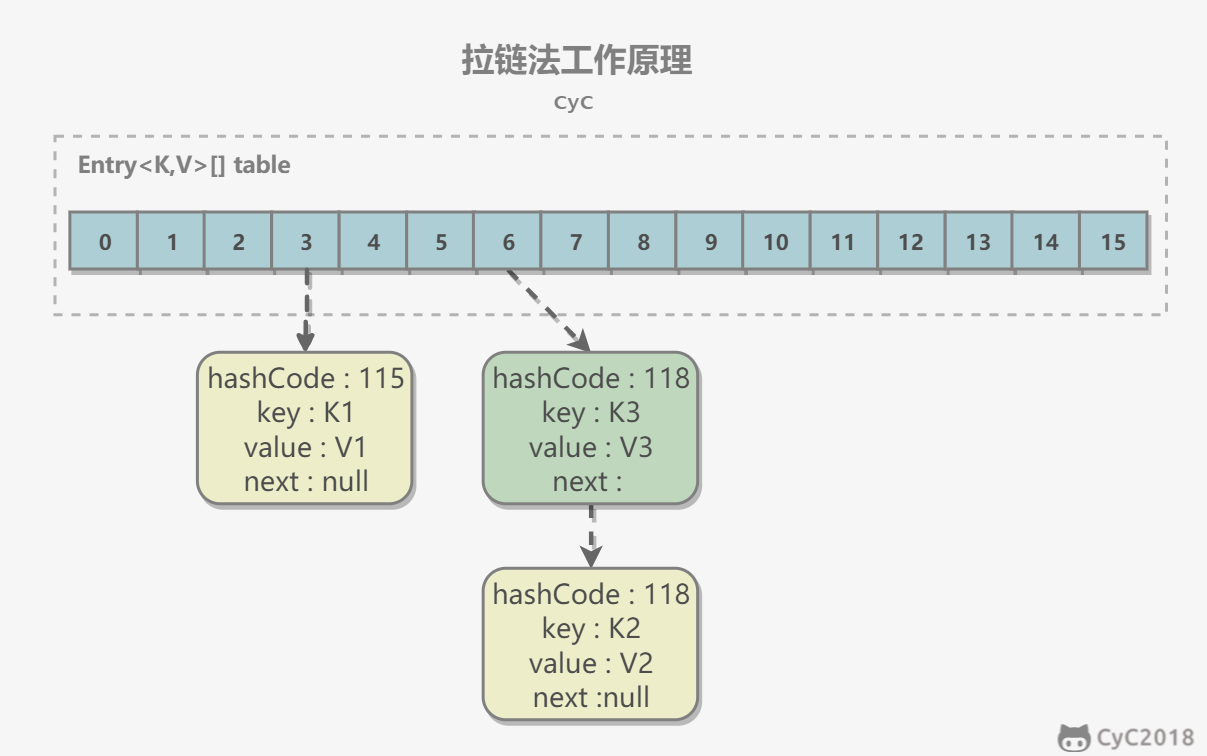 拉链法工作原理
CyC
Entry<K,V>[] table
0 1 2 3 4 5 6 7 8 9 10 11 12 13 14 15
hashCode : 115
key : K1
value : V1
next : null
hashCode : 118
key : K3
value : V3
next :
hashCode : 118
key : K2
value : V2
next :null
CyC2018